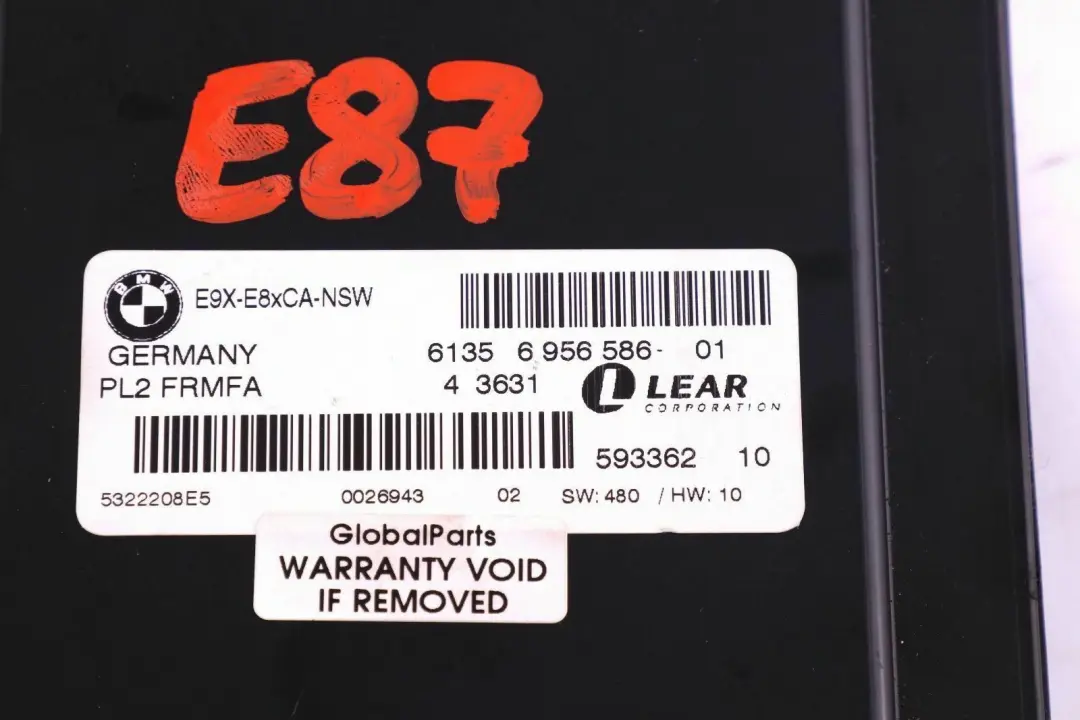 E87
BMW
E9X-E8xCA-NSW
GERMANY
6135 6 956 586- 01
PL2 FRMFA
4 3631
L LEAR
CORPORATION
593362 10
5322208E5 0026943 02 SW: 480 / HW: 10
GlobalParts
WARRANTY VOID
IF REMOVED